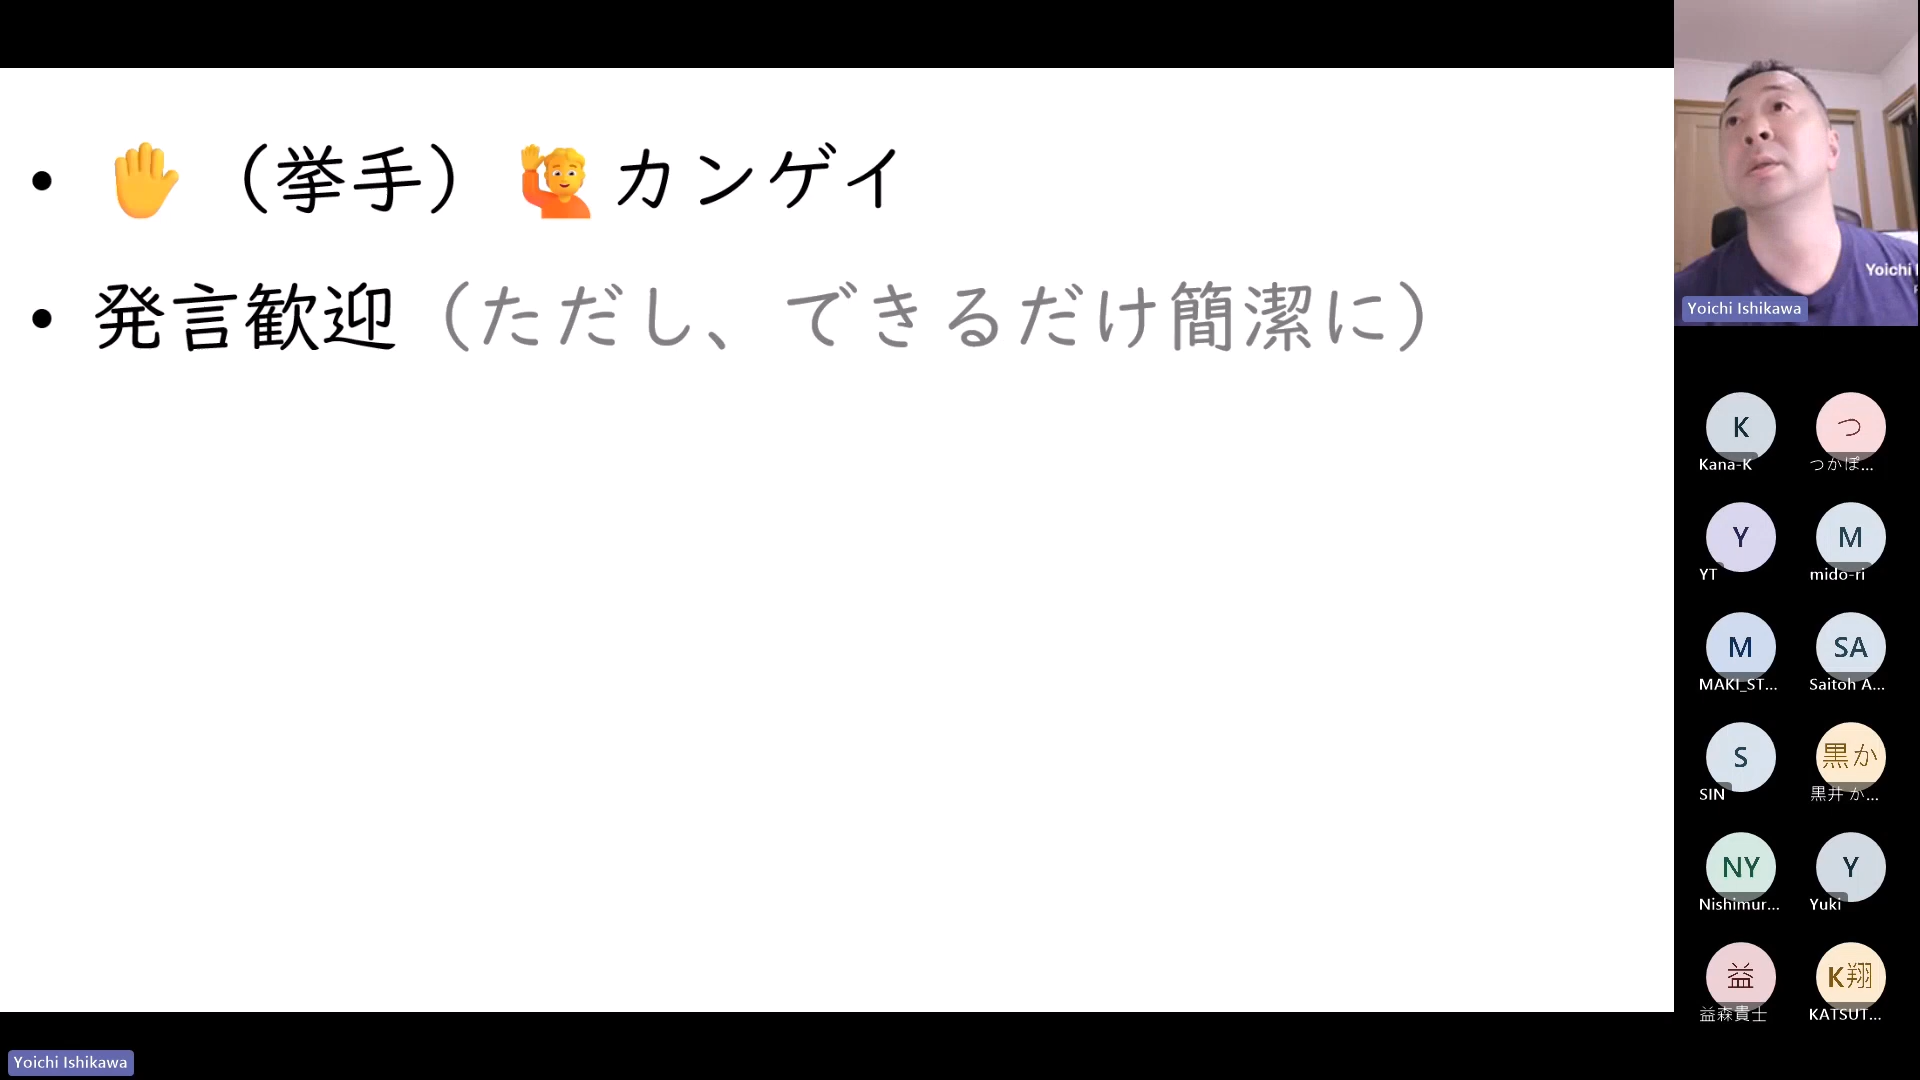 • ✋（挙手）🙋カンゲイ
• 発言歓迎（ただし、できるだけ簡潔に）
Yoichi
Yoichi Ishikawa
K
Kana-K
つ
つかぽ...
Y
YT
M
mido-ri
M
MAKI_ST...
SA
Saitoh A...
S
SIN
黒か
黒井 か...
NY
Nishimur...
Y
Yuki
益
益森貴士
K翔
KATSUT...
Yoichi Ishikawa